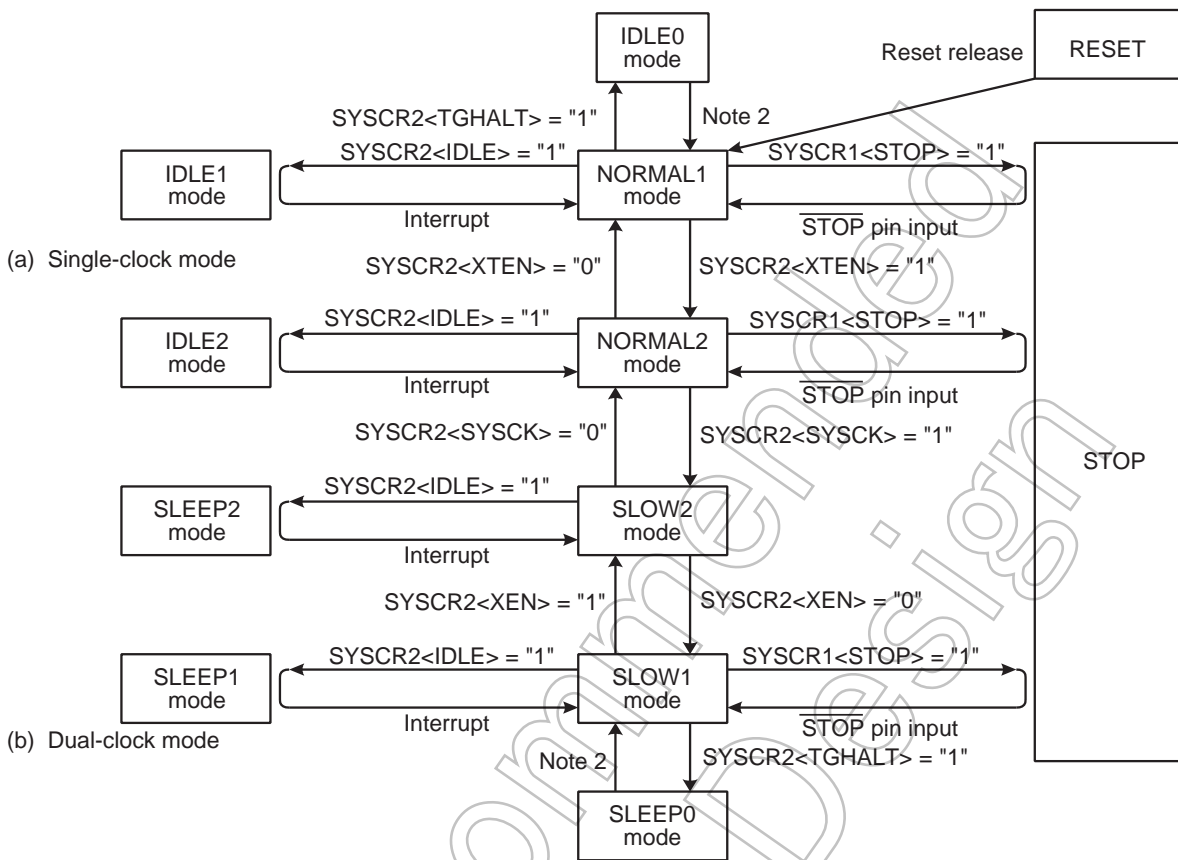 IDLE0
mode
Reset release
RESET
SYSCR2<TGHALT> = "1"
Note 2
IDLE1
mode
SYSCR2<IDLE> = "1"
Interrupt
NORMAL1
mode
SYSCR1<STOP> = "1"
STOP pin input
(a) Single-clock mode
SYSCR2<XTEN> = "0"
SYSCR2<XTEN> = "1"
IDLE2
mode
SYSCR2<IDLE> = "1"
Interrupt
NORMAL2
mode
SYSCR1<STOP> = "1"
STOP pin input
SYSCR2<SYSCK> = "0"
SYSCR2<SYSCK> = "1"
STOP
SLEEP2
mode
SYSCR2<IDLE> = "1"
Interrupt
SLOW2
mode
SYSCR2<XEN> = "1"
SYSCR2<XEN> = "0"
SLEEP1
mode
SYSCR2<IDLE> = "1"
Interrupt
SLOW1
mode
SYSCR1<STOP> = "1"
STOP pin input
(b) Dual-clock mode
Note 2
SYSCR2<TGHALT> = "1"
SLEEP0
mode
ommended
Design